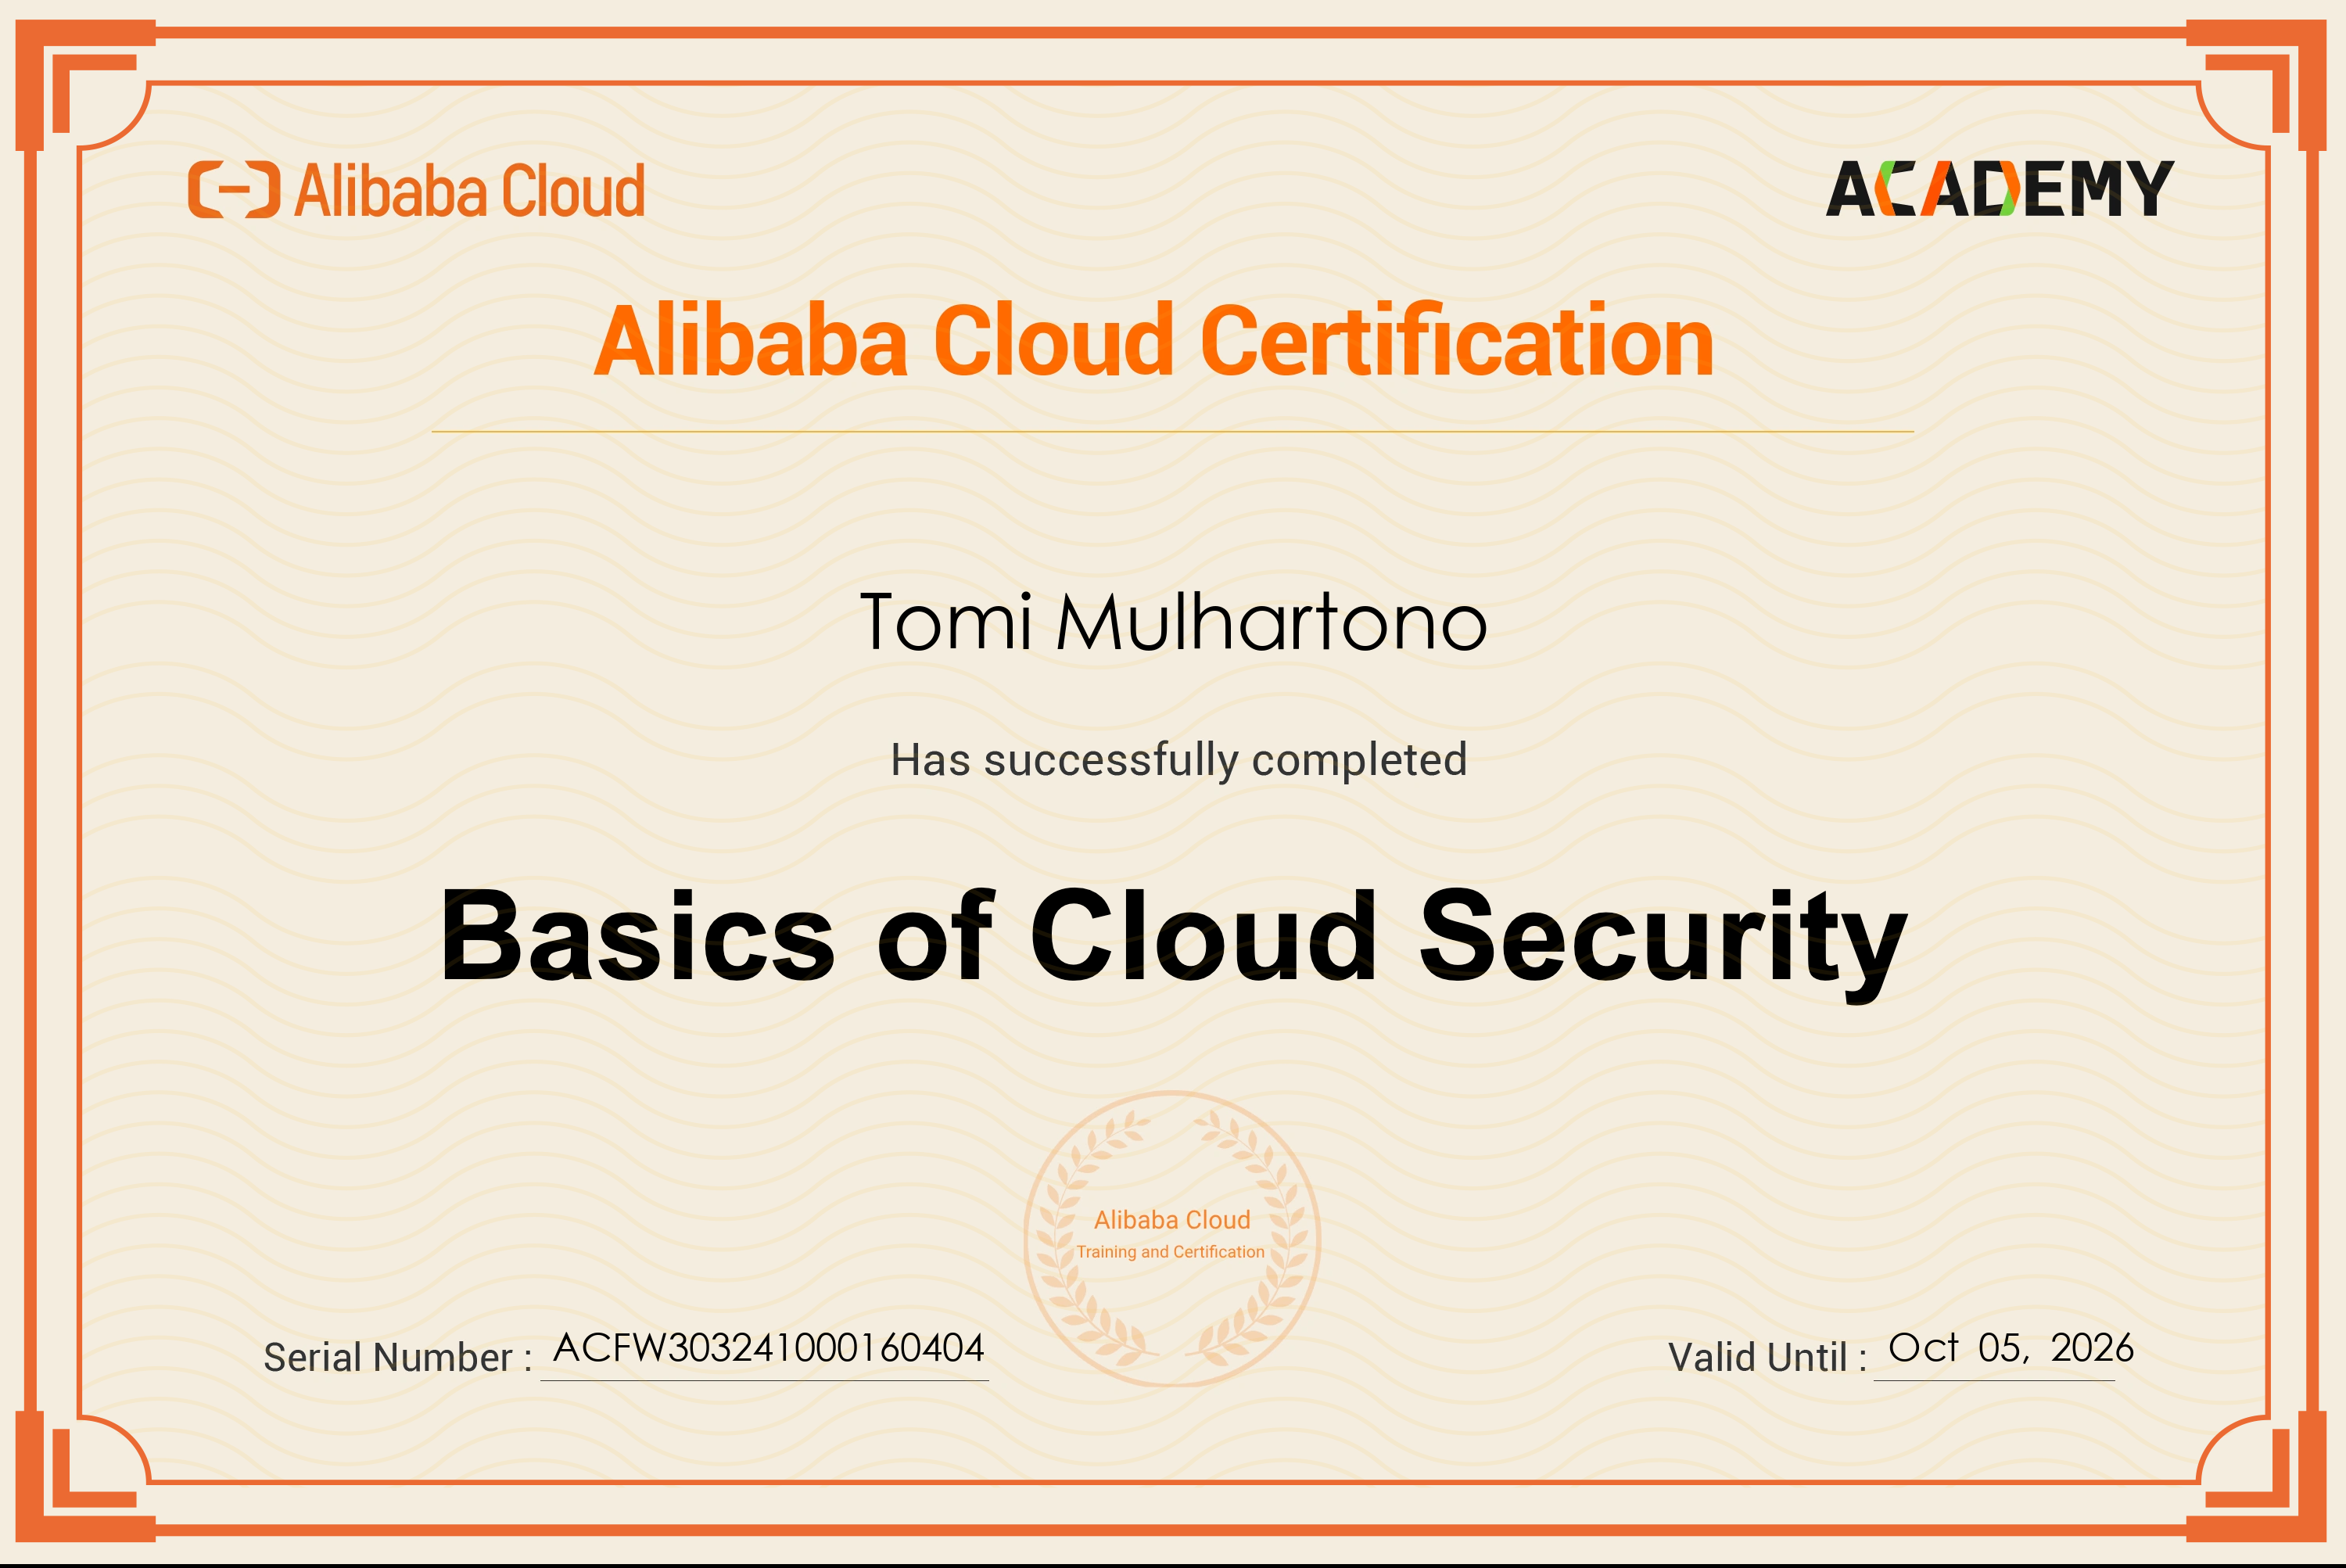 Alibaba Cloud
ACADEMY
Alibaba Cloud Certification
Tomi Mulhartono
Has successfully completed
Basics of Cloud Security
Alibaba Cloud
Training and Certification
Serial Number : ACFW303241000160404
Valid Until : Oct 05, 2026